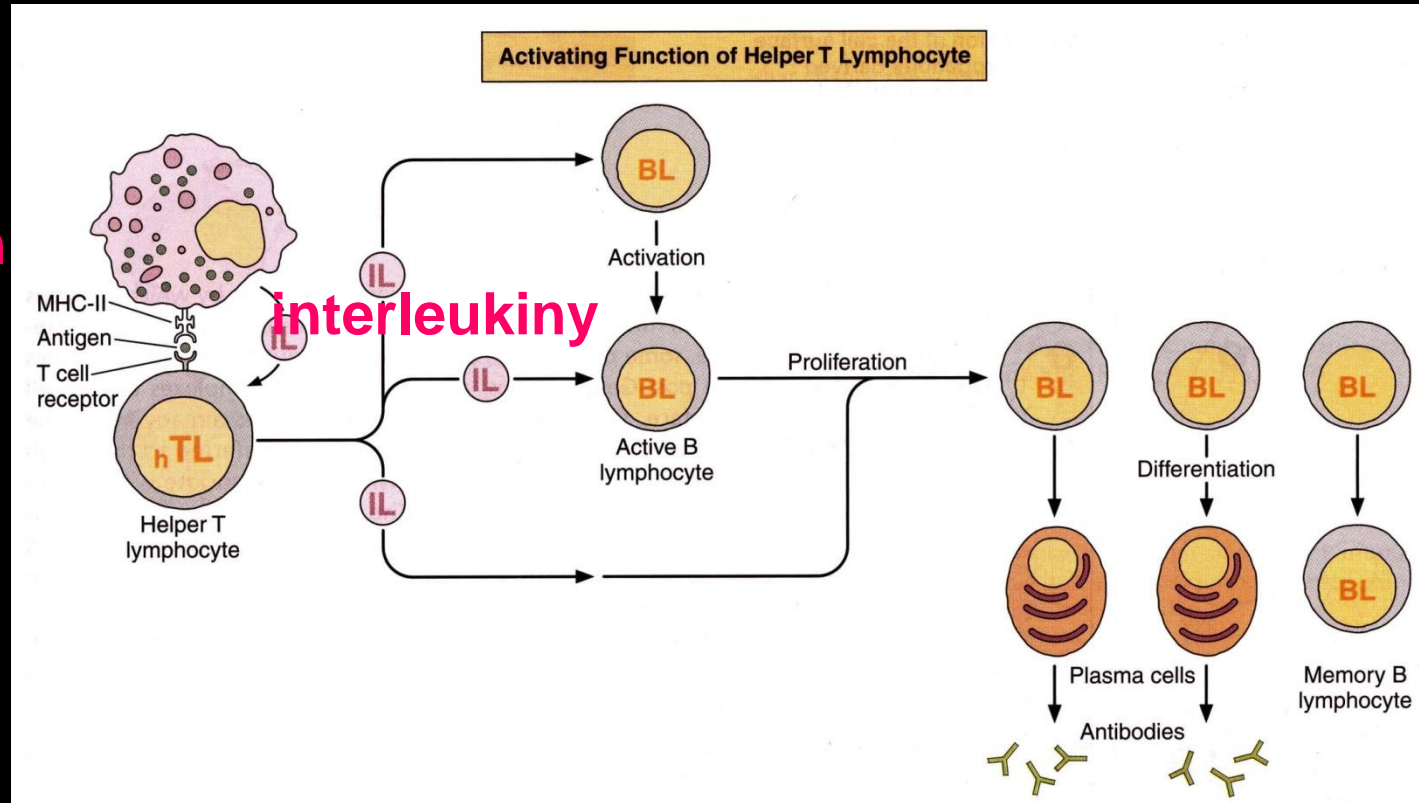 Activating Function of Helper T Lymphocyte
BL
Activation
IL
MHC-II
Antigen
T cell
receptor
IL
interleukiny
IL
BL
Active B
lymphocyte
Proliferation
hTL
Helper T
lymphocyte
IL
BL
BL
BL
Differentiation
BL
Plasma cells
Memory B
lymphocyte
Antibodies